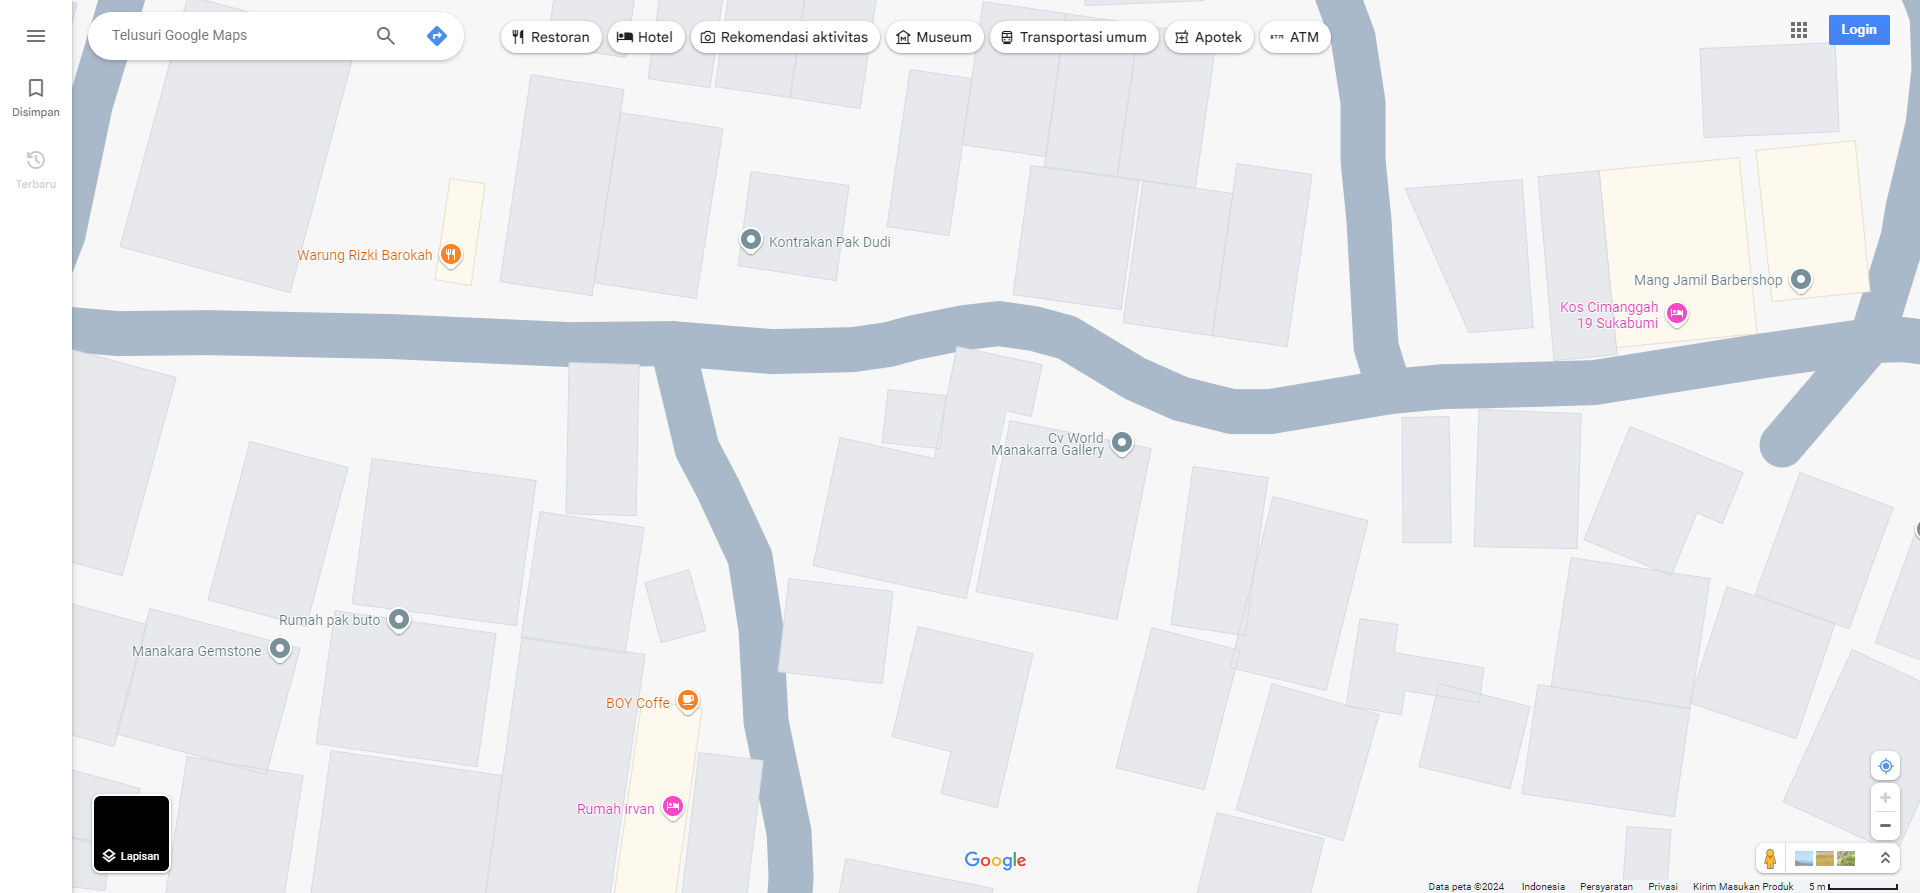 Telusuri Google Maps
Restoran
Hotel
Rekomendasi aktivitas
Museum
Transportasi umum
Apotek
ATM
Login
Disimpan
Terbaru
Warung Rizki Barokah
Kontrakan Pak Dudi
Mang Jamil Barbershop
Kos Cimanggah
19 Sukabumi
Cv World
Manakarra Gallery
Rumah pak buto
Manakara Gemstone
BOY Coffe
Rumah irvan
Lapisan
Google
Data peta ©2024
Indonesia
Persyaratan
Privasi
Kirim Masukan Produk
5 m